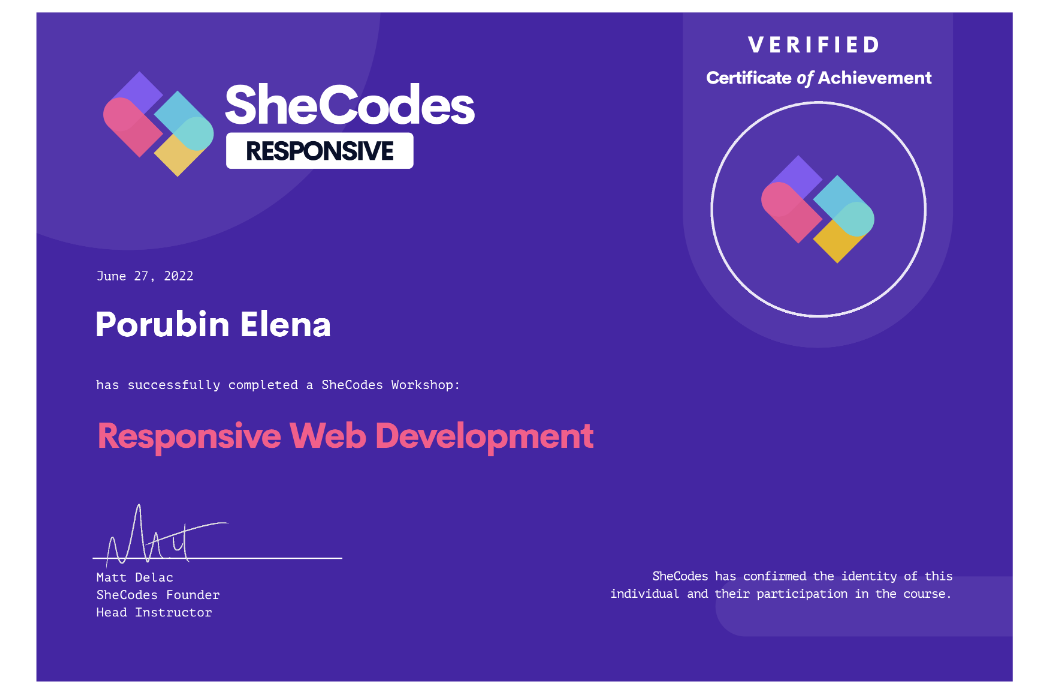 VERIFIED
Certificate of Achievement
SheCodes
RESPONSIVE
June 27, 2022
Porubin Elena
has successfully completed a SheCodes Workshop:
Responsive Web Development
Matt Delac
SheCodes Founder
Head Instructor
SheCodes has confirmed the identity of this
individual and their participation in the course.